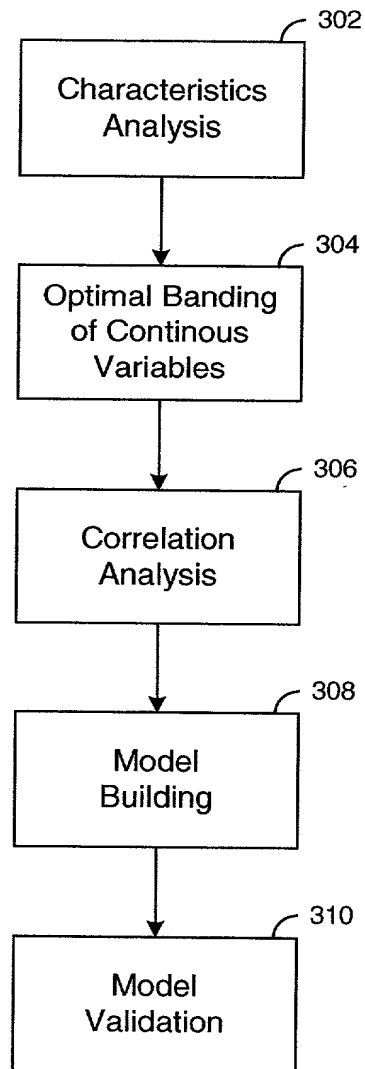 302
Characteristics
Analysis
304
Optimal Banding
of Continous
Variables
306
Correlation
Analysis
308
Model
Building
310
Model
Validation